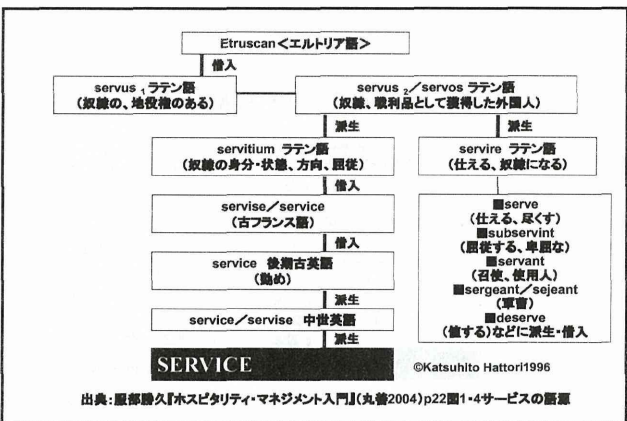 Etruscan＜エルトリア語＞
借入
servus 1 ラテン語
(奴隷の、地役権のある)
servus 2／servos ラテン語
(奴隷、戦利品として獲得した外国人)
派生
派生
servitium ラテン語
(奴隷の身分・状態、方向、屈従)
servire ラテン語
(仕える、奴隷になる)
借入
servise／service
(古フランス語)
借入
service 後期古英語
(勤め)
派生
service／servise 中世英語
派生
SERVICE
■serve
(仕える、尽くす)
■subservint
(屈従する、卑屈な)
■servant
(召使、使用人)
■sergeant／sejeant
(軍曹)
■deserve
(値する)などに派生・借入
©Katsuhito Hattori1996
出典：服部勝久『ホスピタリティ・マネジメント入門』(丸善2004)p22図1・4サービスの語源